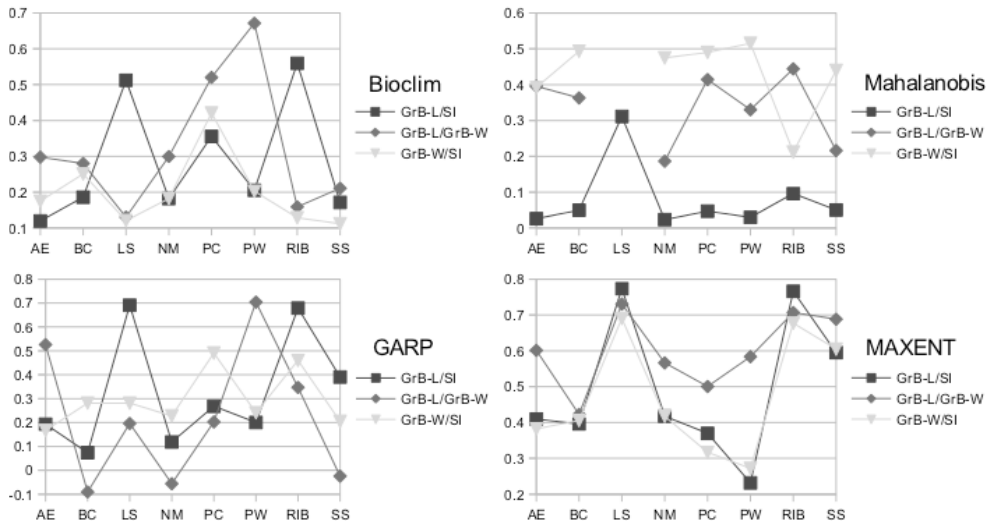 0.7
0.6
0.5
0.4
0.3
0.2
0.1
AE BC LS NM PC PW RIB SS
Bioclim
GrB-L/SI
GrB-L/GrB-W
GrB-W/SI
0.6
0.5
0.4
0.3
0.2
0.1
0
AE BC LS NM PC PW RIB SS
Mahalanobis
GrB-L/SI
GrB-L/GrB-W
GrB-W/SI
0.8
0.7
0.6
0.5
0.4
0.3
0.2
0.1
0
-0.1
AE BC LS NM PC PW RIB SS
GARP
GrB-L/SI
GrB-L/GrB-W
GrB-W/SI
0.8
0.7
0.6
0.5
0.4
0.3
0.2
AE BC LS NM PC PW RIB SS
MAXENT
GrB-L/SI
GrB-L/GrB-W
GrB-W/SI